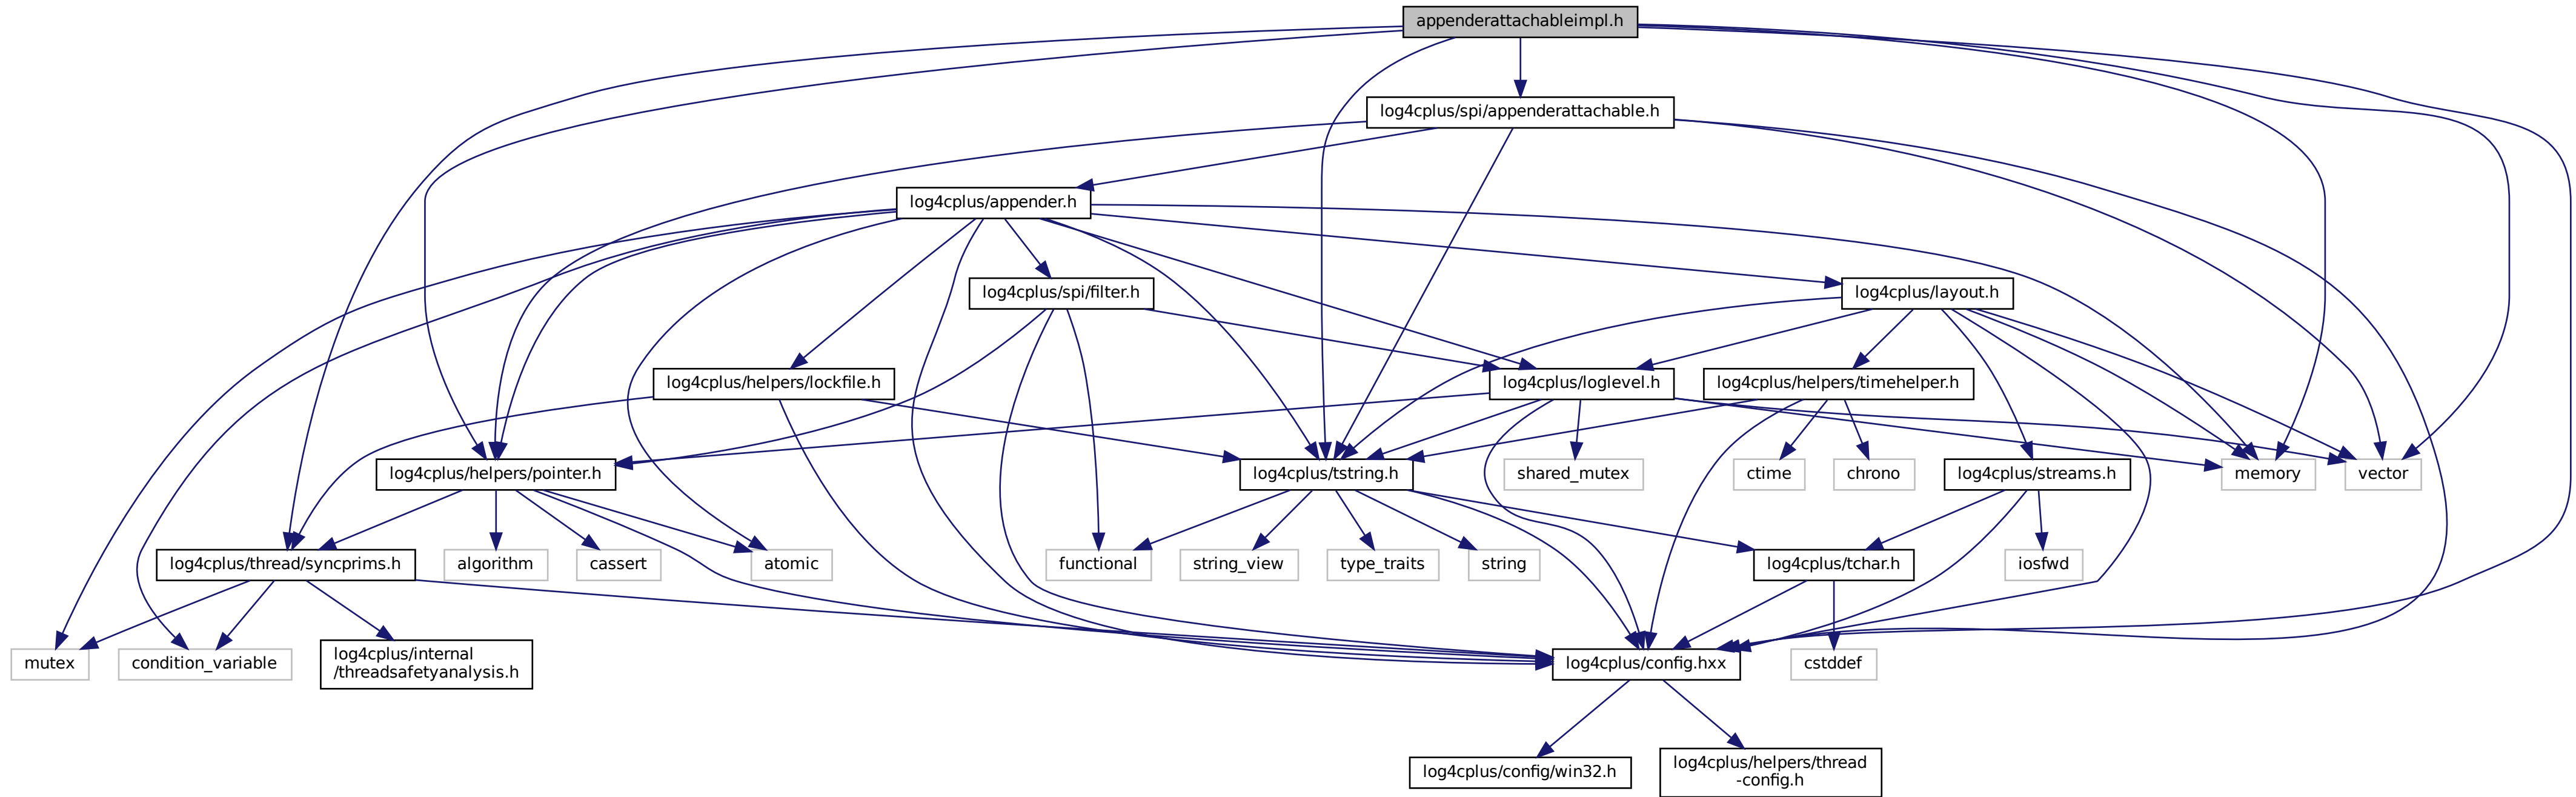 appenderattachableimpl.h
log4cplus/spi/appenderattachable.h
log4cplus/appender.h
log4cplus/spi/filter.h
log4cplus/layout.h
log4cplus/helpers/lockfile.h
log4cplus/loglevel.h
log4cplus/helpers/timehelper.h
log4cplus/helpers/pointer.h
log4cplus/tstring.h
shared_mutex
ctime
chrono
log4cplus/streams.h
memory
vector
log4cplus/thread/syncprims.h
algorithm
cassert
atomic
functional
string_view
type_traits
string
log4cplus/tchar.h
iosfwd
mutex
condition_variable
log4cplus/internal
/threadsafetyanalysis.h
log4cplus/config.hxx
cstddef
log4cplus/config/win32.h
log4cplus/helpers/thread
-config.h